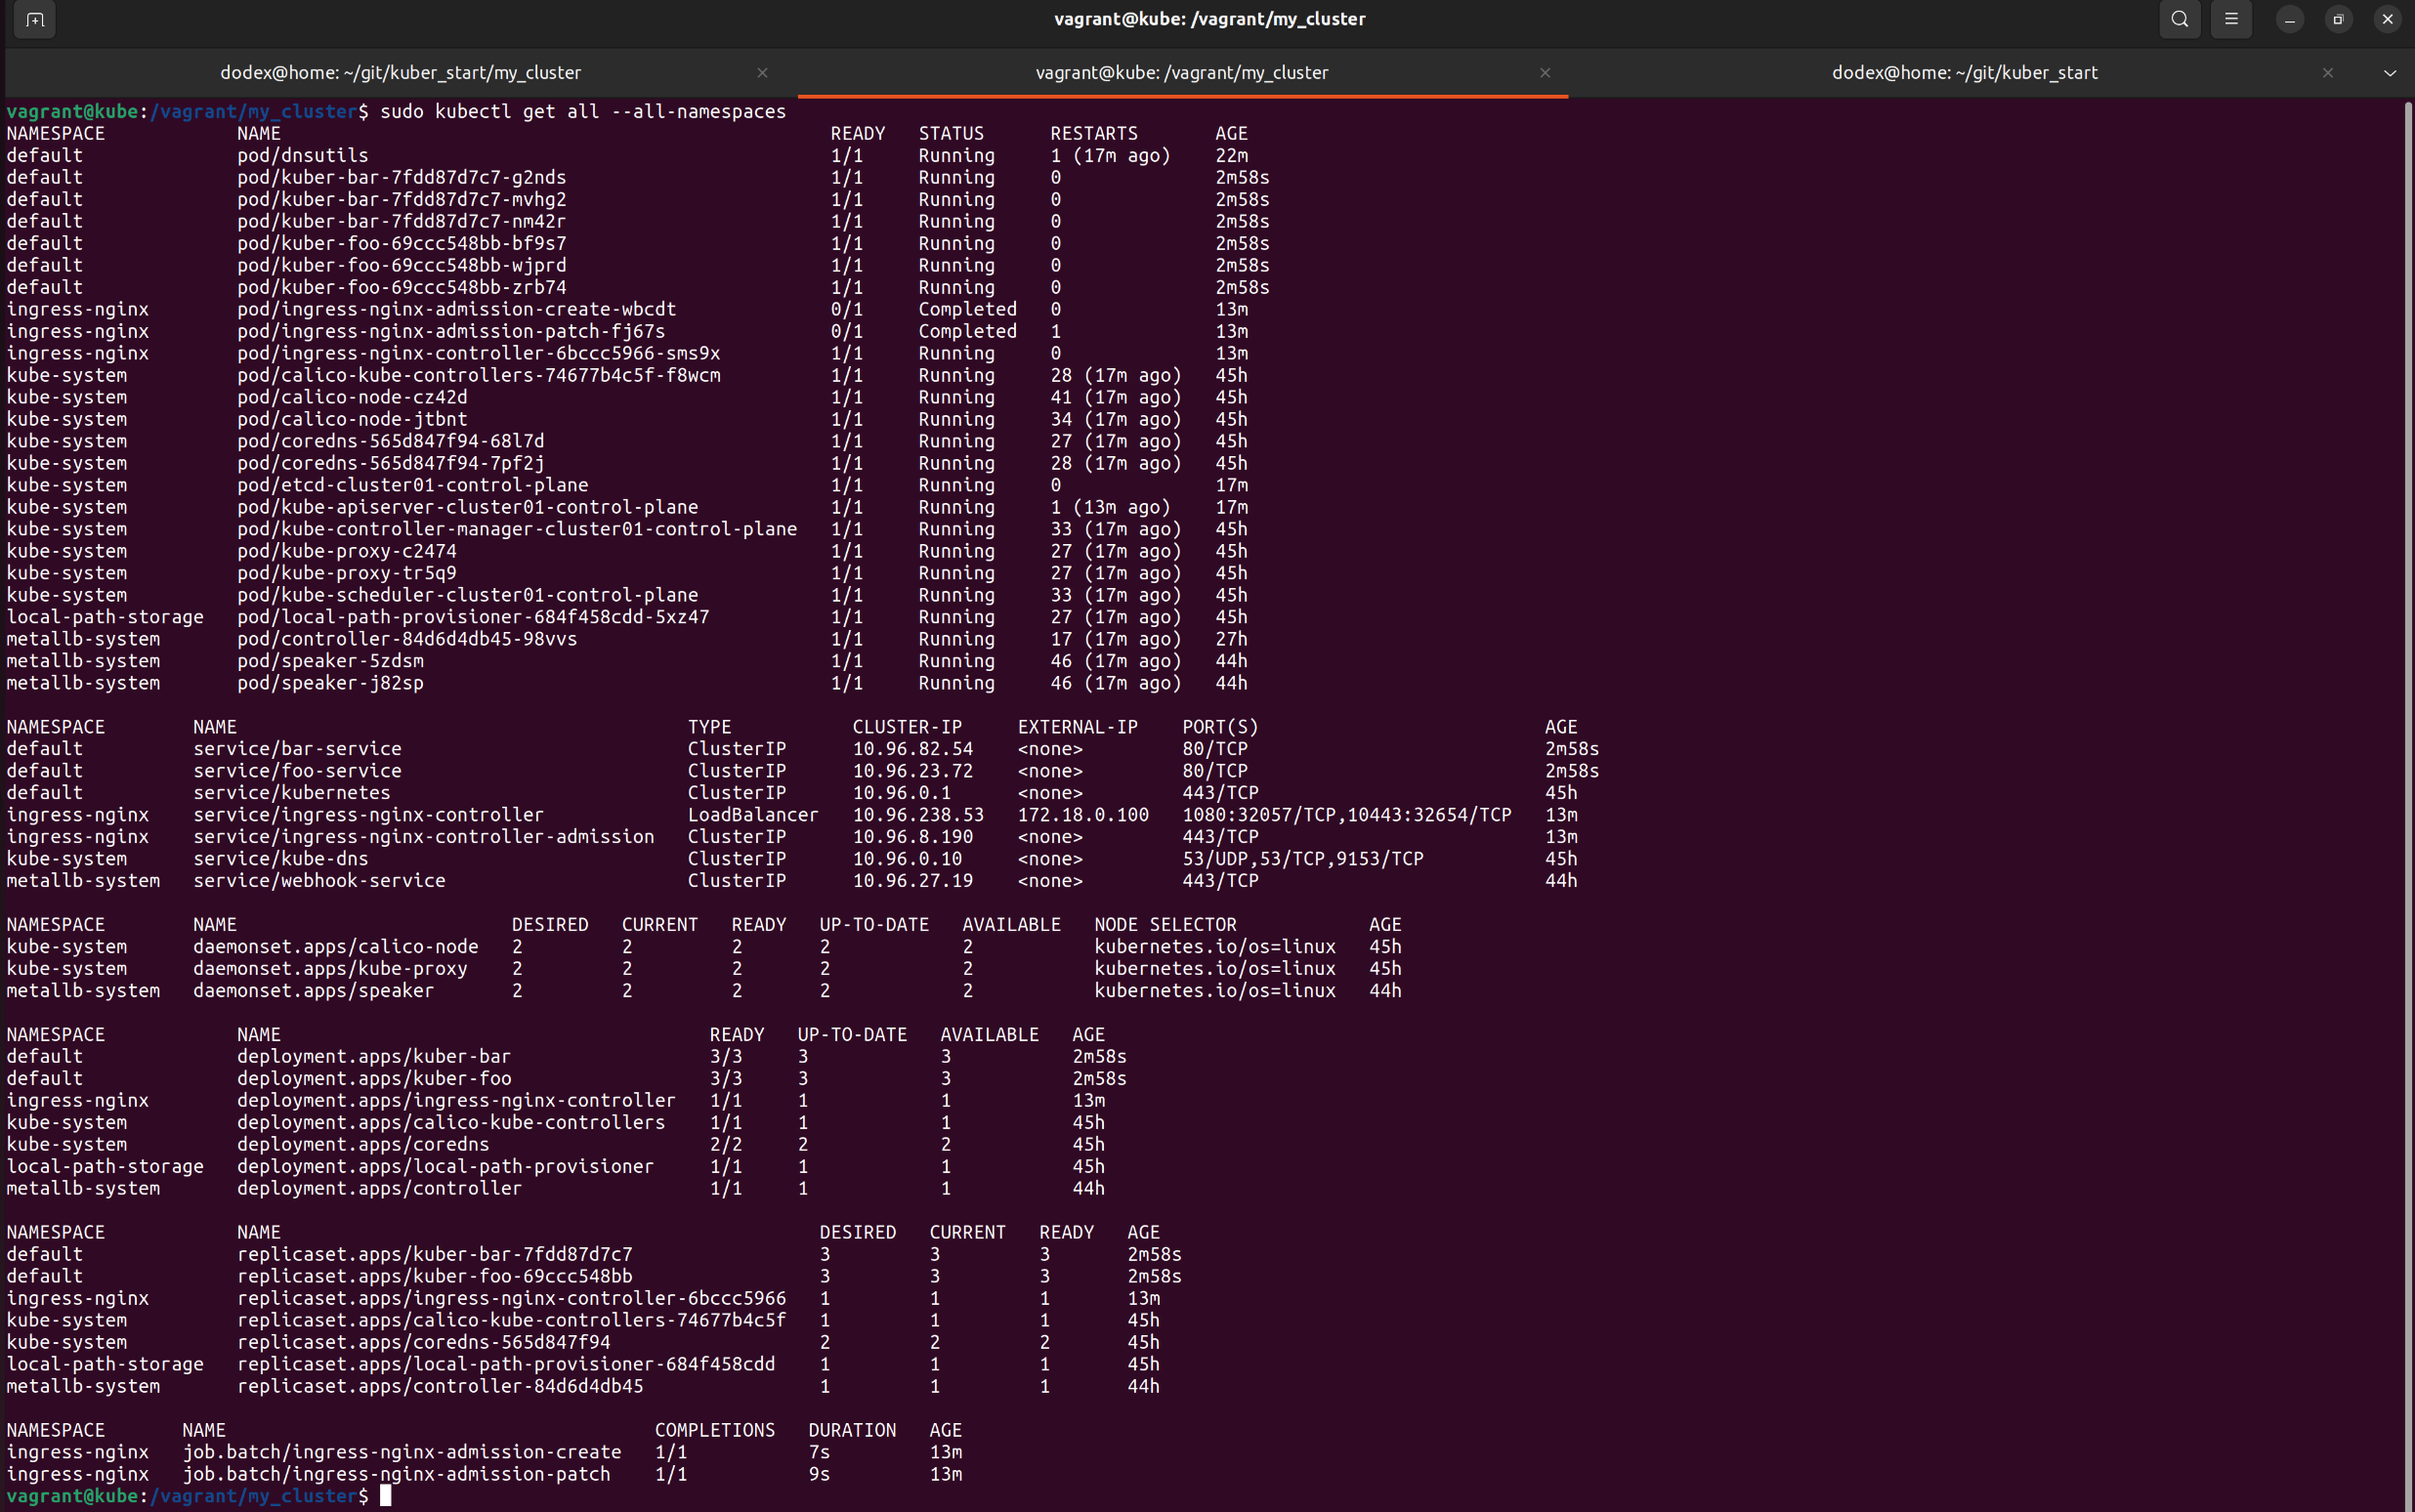 vagrant@kube: /vagrant/my_cluster
dodex@home: ~/git/kuber_start/my_cluster vagrant@kube: /vagrant/my_cluster dodex@home: ~/git/kuber_start
vagrant@kube:/vagrant/my_cluster$ sudo kubectl get all --all-namespaces
NAMESPACE NAME READY STATUS RESTARTS AGE
default pod/dnsutils 1/1 Running 1 (17m ago) 22m
default pod/kuber-bar-7fdd87d7c7-g2nds 1/1 Running 0 2m58s
default pod/kuber-bar-7fdd87d7c7-mvhg2 1/1 Running 0 2m58s
default pod/kuber-bar-7fdd87d7c7-nm42r 1/1 Running 0 2m58s
default pod/kuber-foo-69ccc548bb-bf9s7 1/1 Running 0 2m58s
default pod/kuber-foo-69ccc548bb-wjprd 1/1 Running 0 2m58s
default pod/kuber-foo-69ccc548bb-zrb74 1/1 Running 0 2m58s
ingress-nginx pod/ingress-nginx-admission-create-wbcdt 0/1 Completed 0 13m
ingress-nginx pod/ingress-nginx-admission-patch-fj67s 0/1 Completed 1 13m
ingress-nginx pod/ingress-nginx-controller-6bccc5966-sms9x 1/1 Running 0 13m
kube-system pod/calico-kube-controllers-74677b4c5f-f8wcm 1/1 Running 28 (17m ago) 45h
kube-system pod/calico-node-cz42d 1/1 Running 41 (17m ago) 45h
kube-system pod/calico-node-jtbnt 1/1 Running 34 (17m ago) 45h
kube-system pod/coredns-565d847f94-68l7d 1/1 Running 27 (17m ago) 45h
kube-system pod/coredns-565d847f94-7pf2j 1/1 Running 28 (17m ago) 45h
kube-system pod/etcd-cluster01-control-plane 1/1 Running 0 17m
kube-system pod/kube-apiserver-cluster01-control-plane 1/1 Running 1 (13m ago) 17m
kube-system pod/kube-controller-manager-cluster01-control-plane 1/1 Running 33 (17m ago) 45h
kube-system pod/kube-proxy-c2474 1/1 Running 27 (17m ago) 45h
kube-system pod/kube-proxy-tr5q9 1/1 Running 27 (17m ago) 45h
kube-system pod/kube-scheduler-cluster01-control-plane 1/1 Running 33 (17m ago) 45h
local-path-storage pod/local-path-provisioner-684f458cdd-5xz47 1/1 Running 27 (17m ago) 45h
metallb-system pod/controller-84d6d4db45-98vvs 1/1 Running 17 (17m ago) 27h
metallb-system pod/speaker-5zdsm 1/1 Running 46 (17m ago) 44h
metallb-system pod/speaker-j82sp 1/1 Running 46 (17m ago) 44h
NAMESPACE NAME TYPE CLUSTER-IP EXTERNAL-IP PORT(S) AGE
default service/bar-service ClusterIP 10.96.82.54 <none> 80/TCP 2m58s
default service/foo-service ClusterIP 10.96.23.72 <none> 80/TCP 2m58s
default service/kubernetes ClusterIP 10.96.0.1 <none> 443/TCP 45h
ingress-nginx service/ingress-nginx-controller LoadBalancer 10.96.238.53 172.18.0.100 1080:32057/TCP,10443:32654/TCP 13m
ingress-nginx service/ingress-nginx-controller-admission ClusterIP 10.96.8.190 <none> 443/TCP 13m
kube-system service/kube-dns ClusterIP 10.96.0.10 <none> 53/UDP,53/TCP,9153/TCP 45h
metallb-system service/webhook-service ClusterIP 10.96.27.19 <none> 443/TCP 44h
NAMESPACE NAME DESIRED CURRENT READY UP-TO-DATE AVAILABLE NODE SELECTOR AGE
kube-system daemonset.apps/calico-node 2 2 2 2 2 kubernetes.io/os=linux 45h
kube-system daemonset.apps/kube-proxy 2 2 2 2 2 kubernetes.io/os=linux 45h
metallb-system daemonset.apps/speaker 2 2 2 2 2 kubernetes.io/os=linux 44h
NAMESPACE NAME READY UP-TO-DATE AVAILABLE AGE
default deployment.apps/kuber-bar 3/3 3 3 2m58s
default deployment.apps/kuber-foo 3/3 3 3 2m58s
ingress-nginx deployment.apps/ingress-nginx-controller 1/1 1 1 13m
kube-system deployment.apps/calico-kube-controllers 1/1 1 1 45h
kube-system deployment.apps/coredns 2/2 2 2 45h
local-path-storage deployment.apps/local-path-provisioner 1/1 1 1 45h
metallb-system deployment.apps/controller 1/1 1 1 44h
NAMESPACE NAME DESIRED CURRENT READY AGE
default replicaset.apps/kuber-bar-7fdd87d7c7 3 3 3 2m58s
default replicaset.apps/kuber-foo-69ccc548bb 3 3 3 2m58s
ingress-nginx replicaset.apps/ingress-nginx-controller-6bccc5966 1 1 1 13m
kube-system replicaset.apps/calico-kube-controllers-74677b4c5f 1 1 1 45h
kube-system replicaset.apps/coredns-565d847f94 2 2 2 45h
local-path-storage replicaset.apps/local-path-provisioner-684f458cdd 1 1 1 45h
metallb-system replicaset.apps/controller-84d6d4db45 1 1 1 44h
NAMESPACE NAME COMPLETIONS DURATION AGE
ingress-nginx job.batch/ingress-nginx-admission-create 1/1 7s 13m
ingress-nginx job.batch/ingress-nginx-admission-patch 1/1 9s 13m
vagrant@kube:/vagrant/my_cluster$